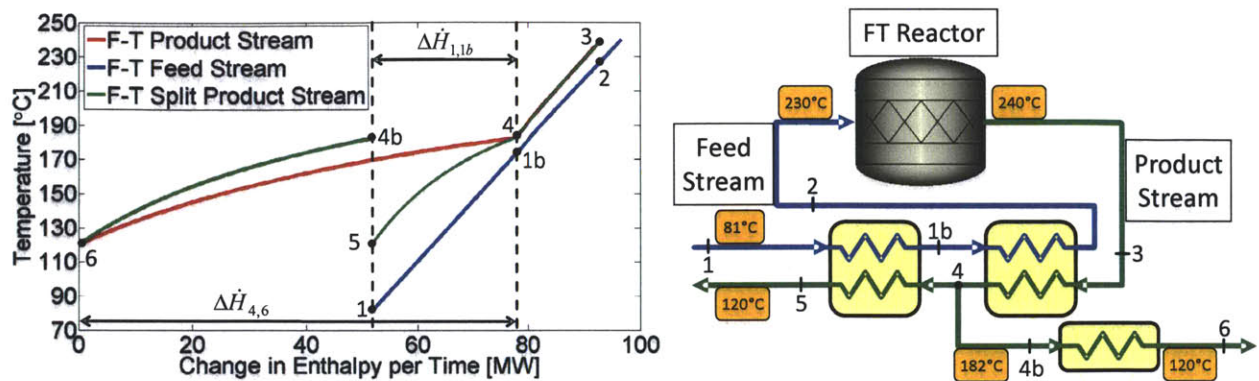 250
230
210
190
170
150
130
110
90
70
Temperature [°C]
F-T Product Stream
F-T Feed Stream
F-T Split Product Stream
ΔḢ1,1b
3
2
4
4b
1b
5
6
1
ΔḢ4,6
0
20
40
60
80
100
Change in Enthalpy per Time [MW]
FT Reactor
230°C
240°C
Feed
Stream
Product
Stream
2
81°C
1b
1
4
3
120°C
5
182°C
4b
120°C
6